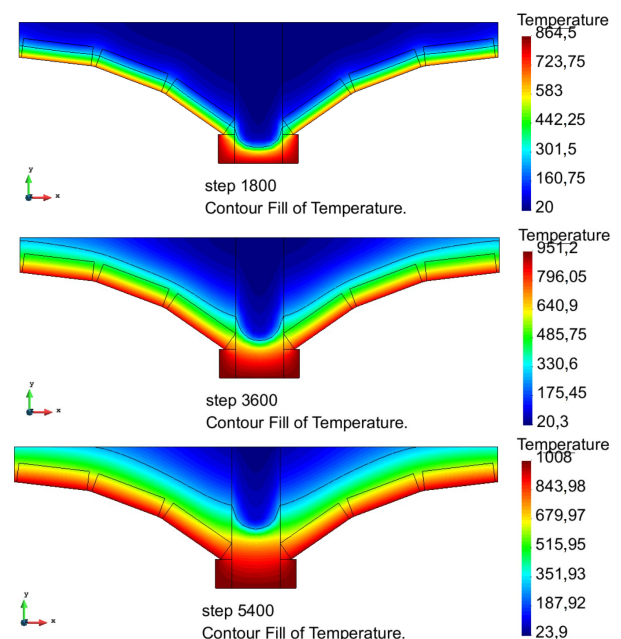 Temperature
864,5
723,75
583
442,25
301,5
160,75
20
y
x
step 1800
Contour Fill of Temperature.
Temperature
951,2
796,05
640,9
485,75
330,6
175,45
20,3
y
x
step 3600
Contour Fill of Temperature.
Temperature
1008
843,98
679,97
515,95
351,93
187,92
23,9
y
x
step 5400
Contour Fill of Temperature.